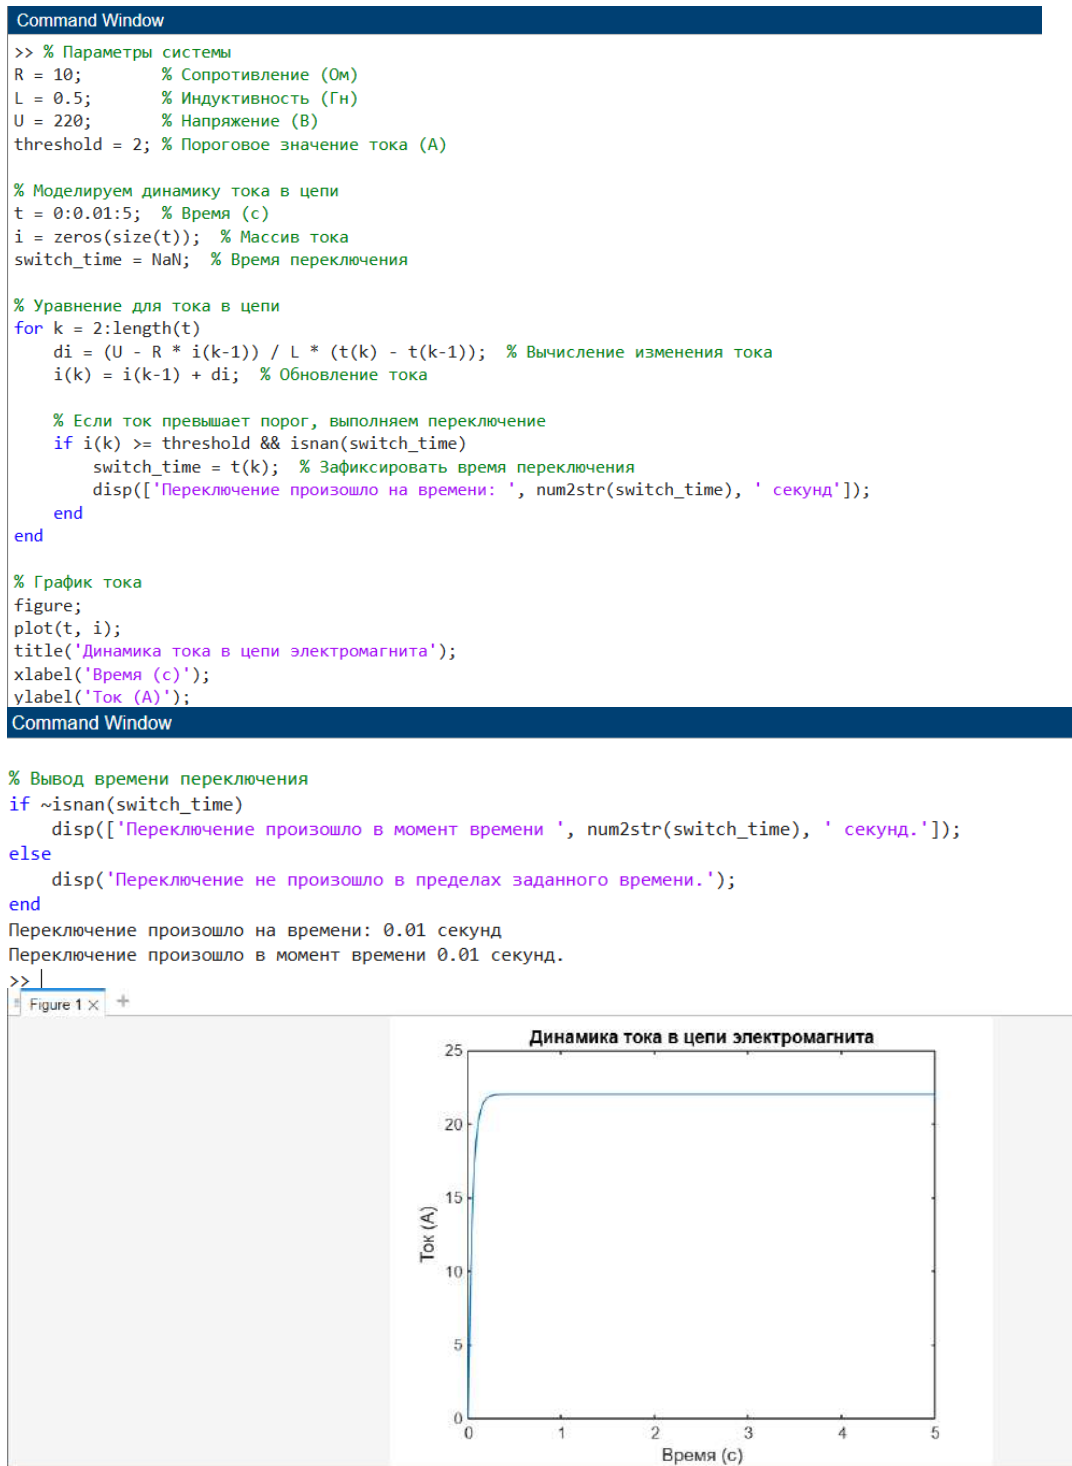 Command Window
>> % Параметры системы
R = 10;         % Сопротивление (Ом)
L = 0.5;        % Индуктивность (Гн)
U = 220;        % Напряжение (В)
threshold = 2; % Пороговое значение тока (А)
% Моделируем динамику тока в цепи
t = 0:0.01:5;  % Время (с)
i = zeros(size(t));  % Массив тока
switch_time = NaN;  % Время переключения
% Уравнение для тока в цепи
for k = 2:length(t)
    di = (U - R * i(k-1)) / L * (t(k) - t(k-1));  % Вычисление изменения тока
    i(k) = i(k-1) + di;  % Обновление тока
    % Если ток превышает порог, выполняем переключение
    if i(k) >= threshold && isnan(switch_time)
        switch_time = t(k);  % Зафиксировать время переключения
        disp(['Переключение произошло на времени: ', num2str(switch_time), ' секунд']);
    end
end
% График тока
figure;
plot(t, i);
title('Динамика тока в цепи электромагнита');
xlabel('Время (с)');
ylabel('Ток (А)');
Command Window
% Вывод времени переключения
if ~isnan(switch_time)
    disp(['Переключение произошло в момент времени ', num2str(switch_time), ' секунд.']);
else
    disp('Переключение не произошло в пределах заданного времени.');
end
Переключение произошло на времени: 0.01 секунд
Переключение произошло в момент времени 0.01 секунд.
>>
Figure 1 × +
Динамика тока в цепи электромагнита
25
20
15
10
5
0
Ток (А)
0 1 2 3 4 5
Время (с)